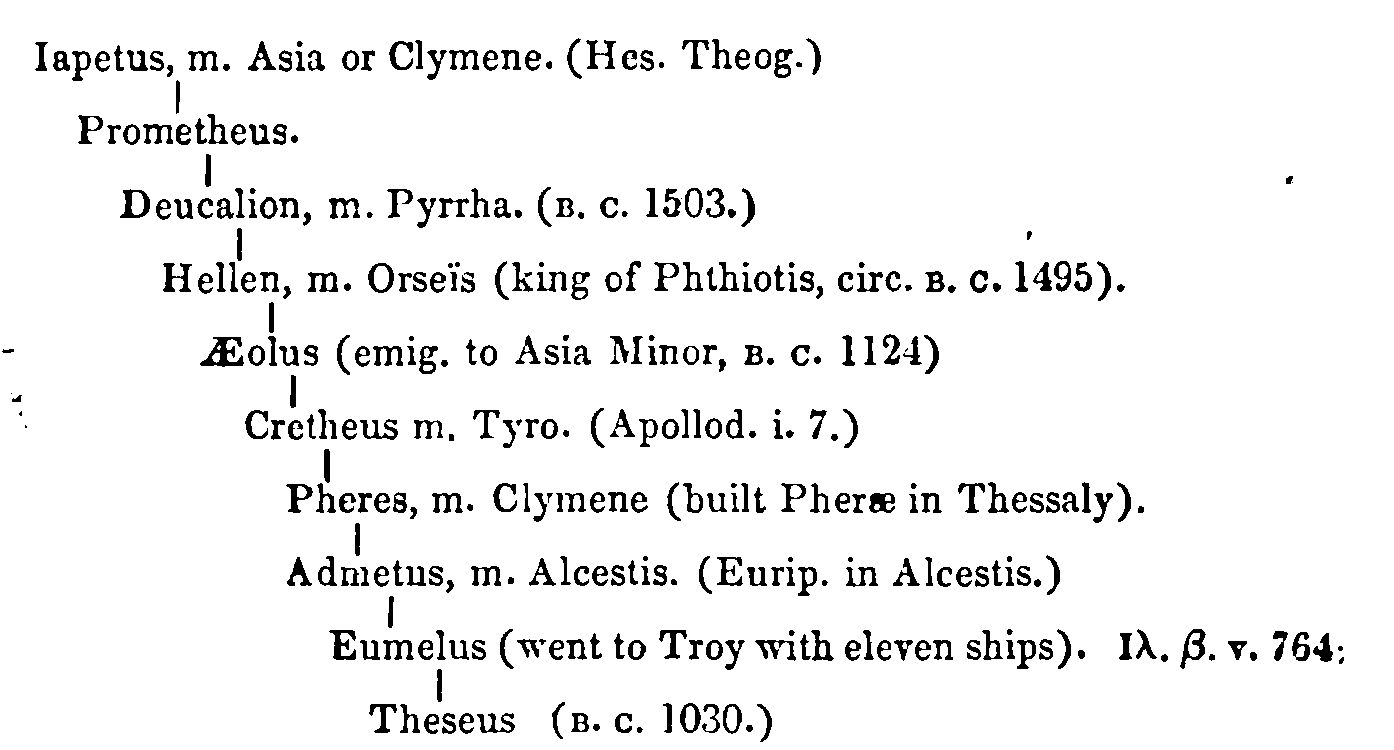 Iapetus, m. Asia or Clymene. (Hes. Theog.)
Prometheus.
Deucalion, m. Pyrrha. (B. C. 1503.)
Hellen, m. Orseïs (king of Phthiotis, circ. B. C. 1495).
Æolus (emig. to Asia Minor, B. C. 1124)
Cretheus m. Tyro. (Apollod. i. 7.)
Pheres, m. Clymene (built Pheræ in Thessaly).
Admetus, m. Alcestis. (Eurip. in Alcestis.)
Eumelus (went to Troy with eleven ships). Ιλ. β. v. 764:
Theseus (B. C. 1030.)